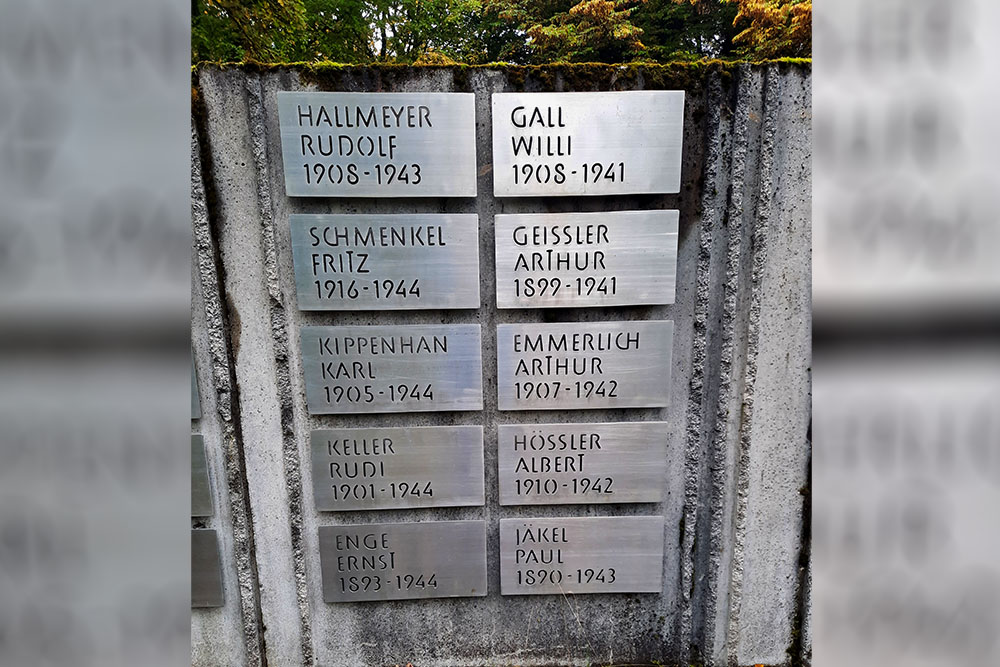 HALLMEYER
RUDOLF
1908-1943
SCHMENKEL
FRITZ
1916-1944
KIPPENHAN
KARL
1905-1944
KELLER
RUDI
1901-1944
ENGE
ERNST
1893-1944
GALL
WILLI
1908-1941
GEISSLER
ARTHUR
1899-1941
EMMERLICH
ARTHUR
1907-1942
HÖSSLER
ALBERT
1910-1942
JÄKEL
PAUL
1890-1943